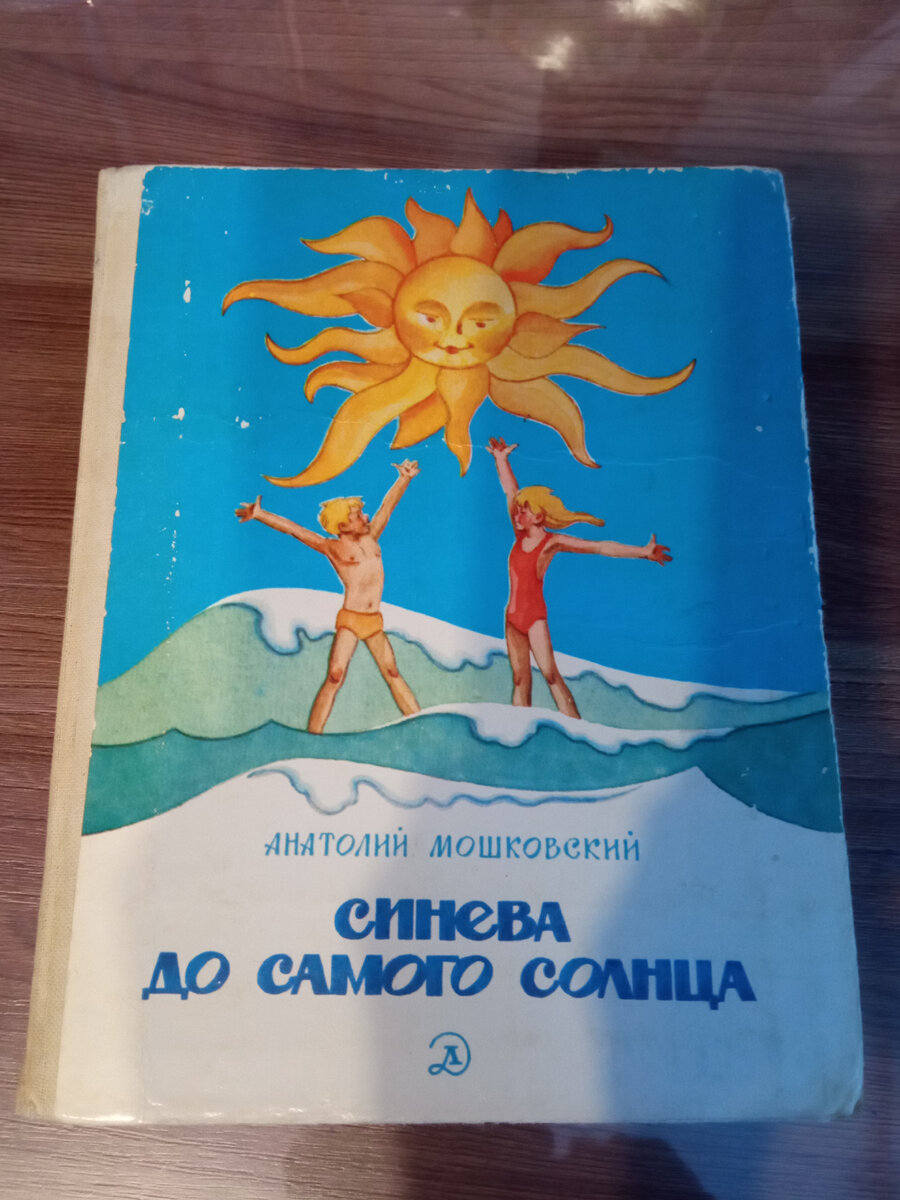 АНАТОЛИЙ МОШКОВСКИЙ
СИНЕВА
ДО САМОГО СОЛНЦА
Д Л